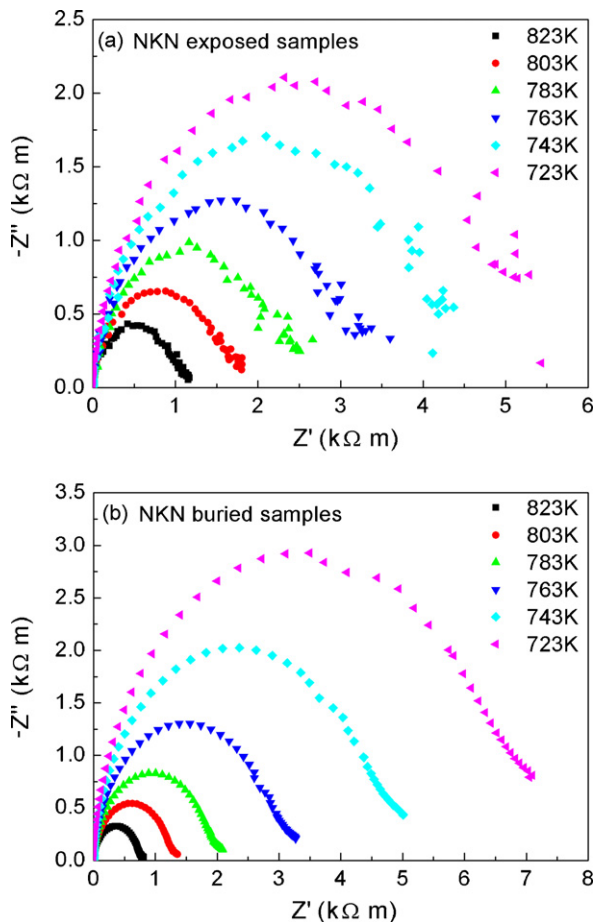 (a) NKN exposed samples
823K
803K
783K
763K
743K
723K
2.5
2.0
1.5
1.0
0.5
0.0
-Z'' (kΩ m)
0 1 2 3 4 5 6
Z' (kΩ m)
(b) NKN buried samples
823K
803K
783K
763K
743K
723K
3.5
3.0
2.5
2.0
1.5
1.0
0.5
0.0
-Z'' (kΩ m)
0 1 2 3 4 5 6 7 8
Z' (kΩ m)